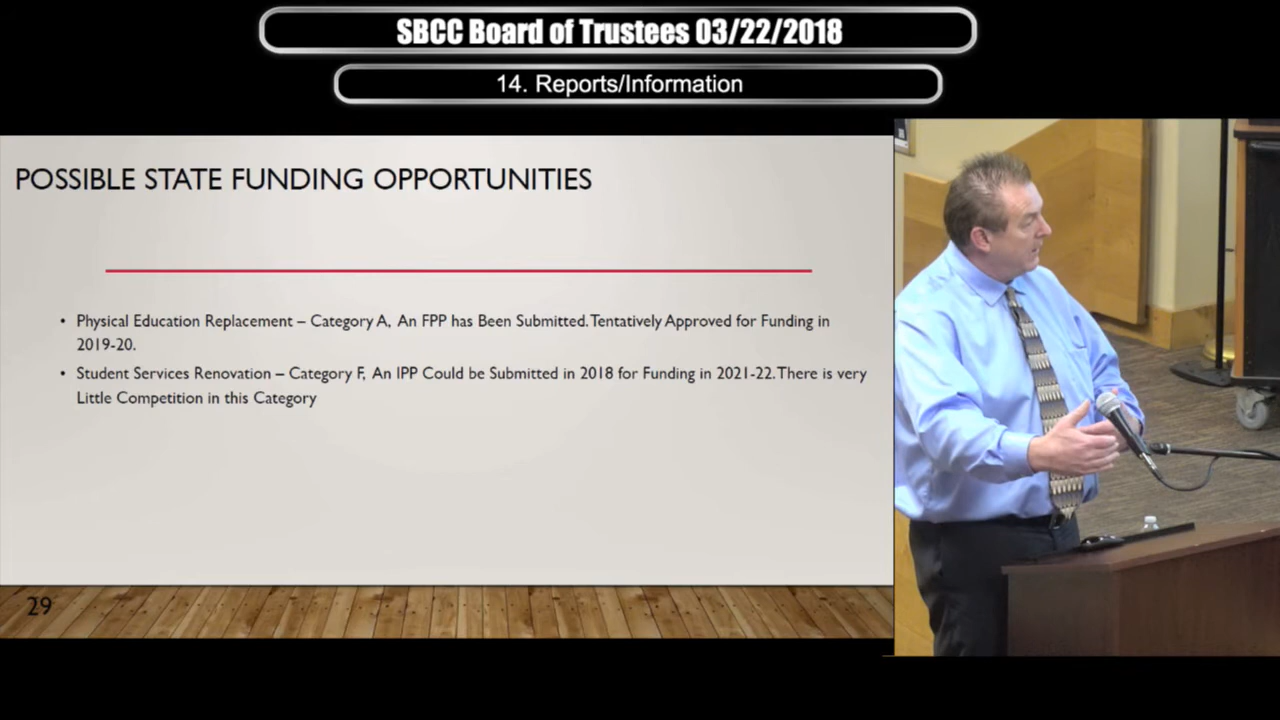 SBCC Board of Trustees 03/22/2018
14. Reports/Information
POSSIBLE STATE FUNDING OPPORTUNITIES
• Physical Education Replacement – Category A, An FPP has Been Submitted. Tentatively Approved for Funding in
2019-20.
• Student Services Renovation – Category F, An IPP Could be Submitted in 2018 for Funding in 2021-22. There is very
Little Competition in this Category
29